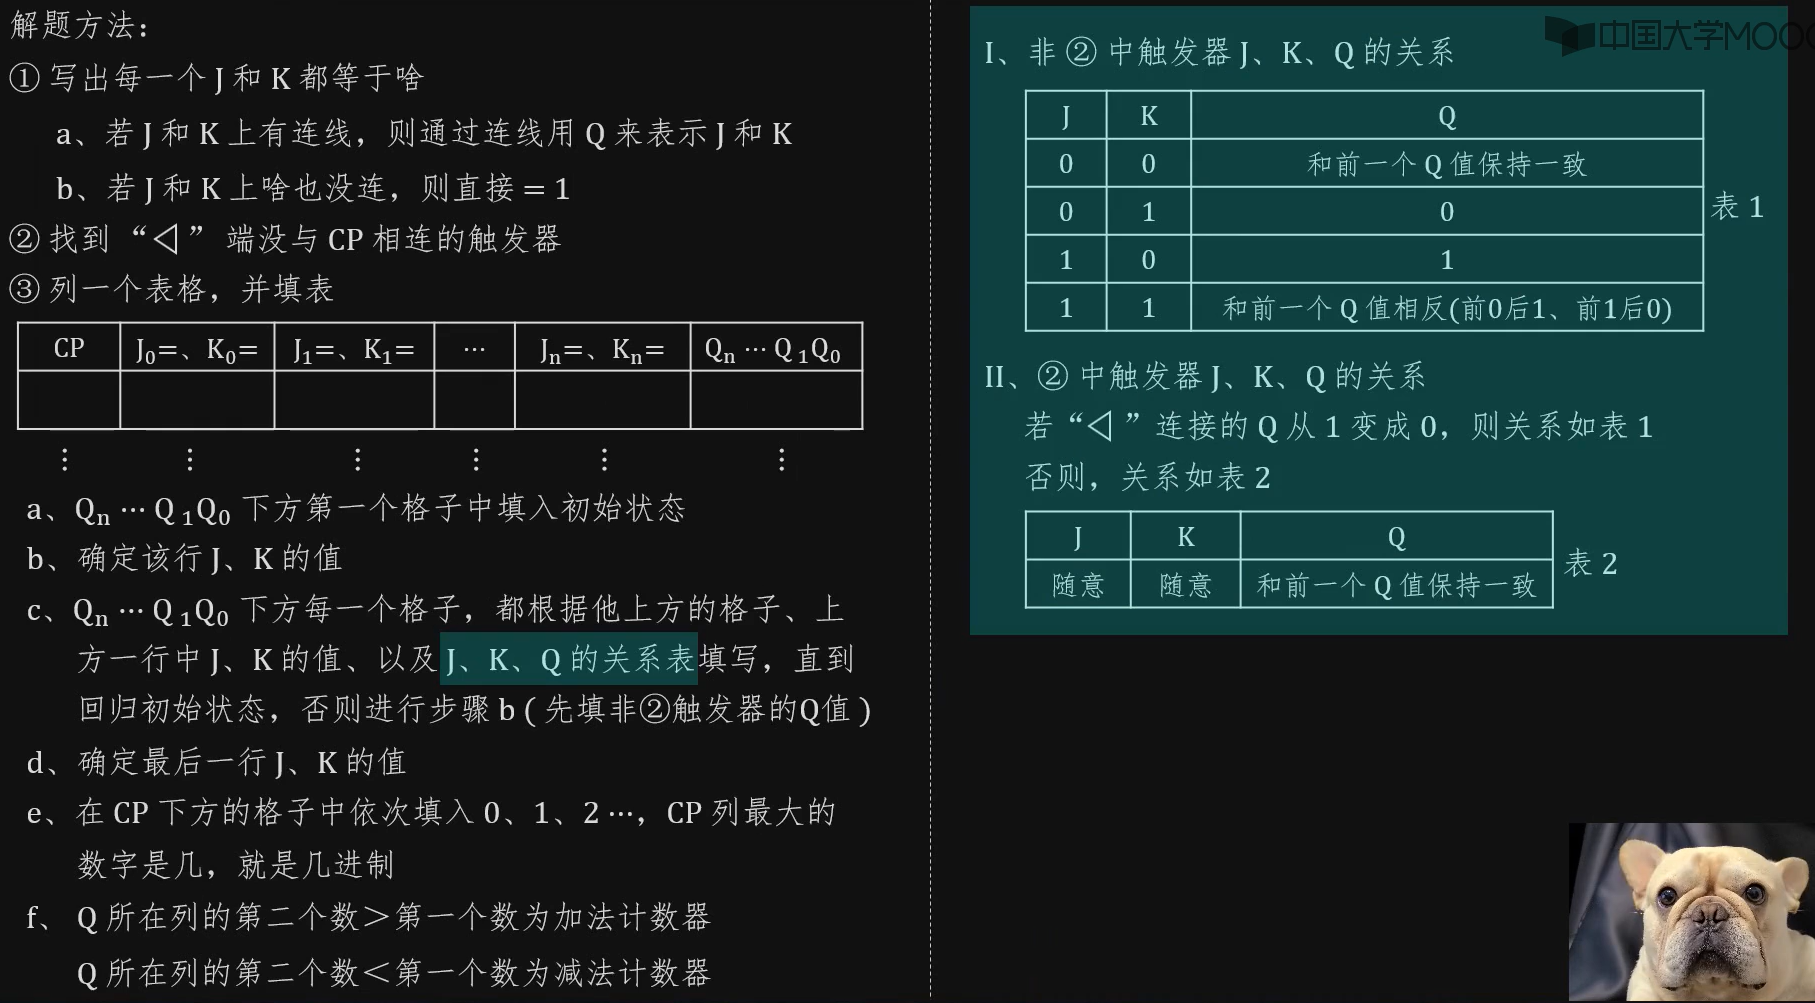 解题方法：
① 写出每一个 J 和 K 都等于啥
a、若 J 和 K 上有连线，则通过连线用 Q 来表示 J 和 K
b、若 J 和 K 上啥也没连，则直接 = 1
② 找到 “◁” 端没与 CP 相连的触发器
③ 列一个表格，并填表
CP J₀=、K₀= J₁=、K₁= ⋯ Jₙ=、Kₙ= Qₙ ⋯ Q₁Q₀
⋮ ⋮ ⋮ ⋮ ⋮ ⋮
a、Qₙ ⋯ Q₁Q₀ 下方第一个格子中填入初始状态
b、确定该行 J、K 的值
c、Qₙ ⋯ Q₁Q₀ 下方每一个格子，都根据他上方的格子、上
方一行中 J、K 的值、以及 J、K、Q 的关系表填写，直到
回归初始状态，否则进行步骤 b ( 先填非②触发器的Q值 )
d、确定最后一行 J、K 的值
e、在 CP 下方的格子中依次填入 0、1、2 ⋯，CP 列最大的
数字是几，就是几进制
f、 Q 所在列的第二个数＞第一个数为加法计数器
Q 所在列的第二个数＜第一个数为减法计数器
中国大学MOOC
I、非 ② 中触发器 J、K、Q 的关系
J K Q
0 0 和前一个 Q 值保持一致
0 1 0
表 1
1 0 1
1 1 和前一个 Q 值相反(前0后1、前1后0)
II、② 中触发器 J、K、Q 的关系
若 “◁” 连接的 Q 从 1 变成 0，则关系如表 1
否则，关系如表 2
J K Q
表 2
随意 随意 和前一个 Q 值保持一致